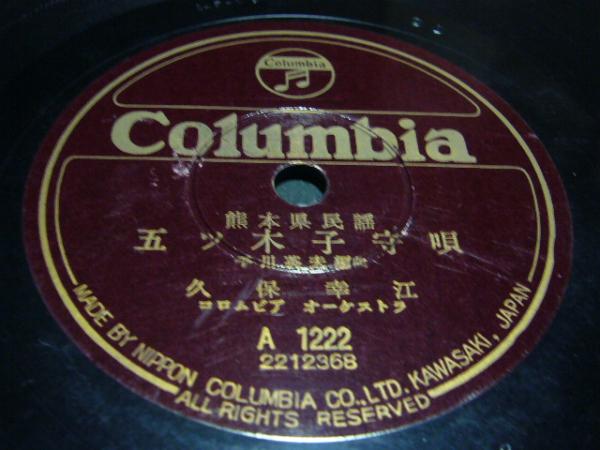 Columbia
Columbia
熊本県民謡
五ッ木子守唄
久保幸江
コロムビア オーケストラ
A 1222
2212368
MADE BY NIPPON COLUMBIA CO., LTD. KAWASAKI, JAPAN
ALL RIGHTS RESERVED